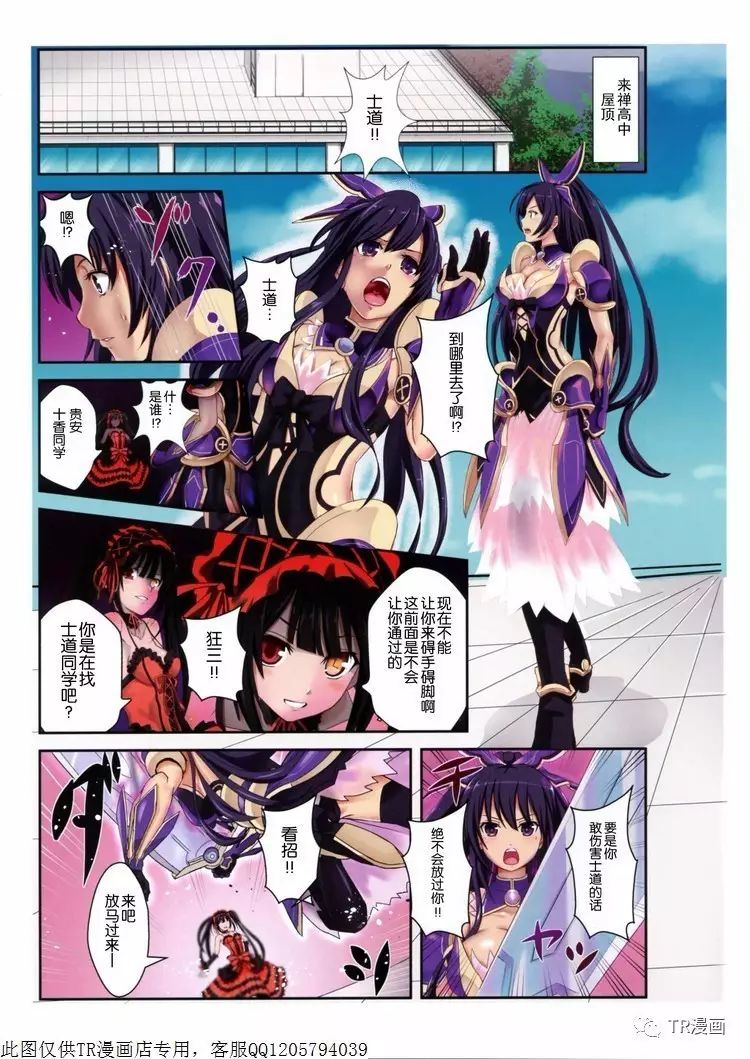 来禅高中
屋顶
士道!!
士道…
到哪里去了啊!?
嗯!?
ゾクッ
什…
是谁!?
贵安
十香同学
你是在找
士道同学吧？
狂三!!
现在不能
让你来碍手碍脚啊
这前面是不会
让你通过的
要是你
敢伤害士道的话
绝不会放过你!!
看招!!
来吧
放马过来—
TR漫画
此图仅供TR漫画店专用，客服QQ1205794039